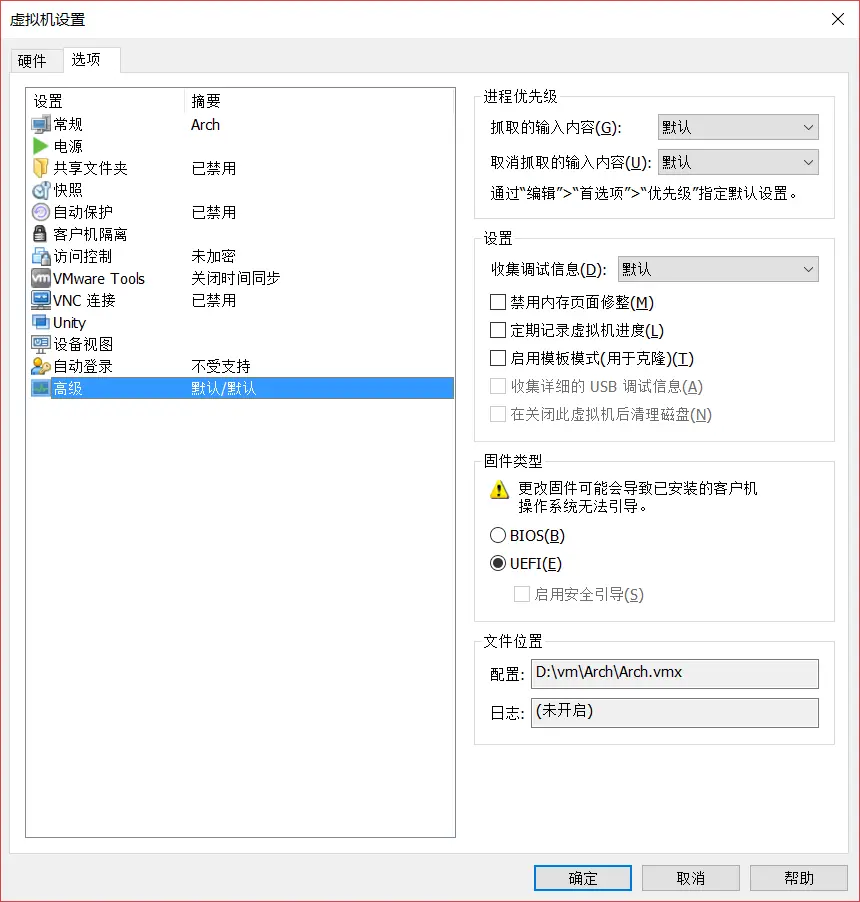 虚拟机设置
硬件 选项
设置 摘要
常规 Arch
电源
共享文件夹 已禁用
快照
自动保护 已禁用
客户机隔离
访问控制 未加密
vm VMware Tools 关闭时间同步
VNC 连接 已禁用
Unity
设备视图
自动登录 不受支持
高级 默认/默认
进程优先级
抓取的输入内容(G): 默认
取消抓取的输入内容(U): 默认
通过“编辑”>“首选项”>“优先级”指定默认设置。
设置
收集调试信息(D): 默认
禁用内存页面修整(M)
定期记录虚拟机进度(L)
启用模板模式(用于克隆)(T)
收集详细的 USB 调试信息(A)
在关闭此虚拟机后清理磁盘(N)
固件类型
更改固件可能会导致已安装的客户机
操作系统无法引导。
BIOS(B)
UEFI(E)
启用安全引导(S)
文件位置
配置: D:\vm\Arch\Arch.vmx
日志: (未开启)
确定 取消 帮助